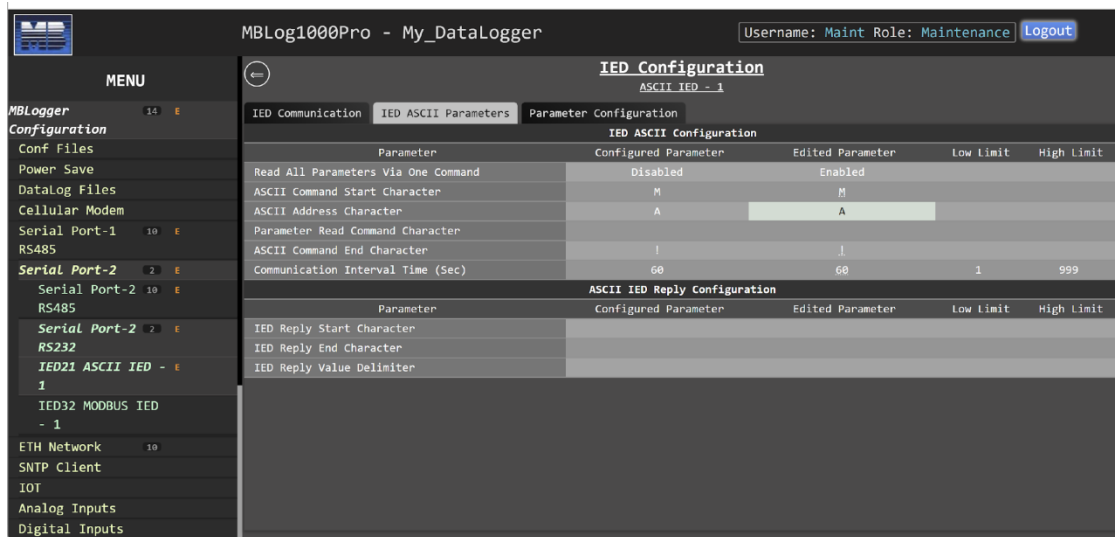 MB
MBLog1000Pro - My_DataLogger
Username: Maint Role: Maintenance
Logout
MENU
MBLogger 14 E
Configuration
Conf Files
Power Save
DataLog Files
Cellular Modem
Serial Port-1 10 E
RS485
Serial Port-2 2 E
Serial Port-2 10 E
RS485
Serial Port-2 2 E
RS232
IED21 ASCII IED - E
1
IED32 MODBUS IED
- 1
ETH Network 10
SNTP Client
IOT
Analog Inputs
Digital Inputs
IED Configuration
ASCII IED - 1
IED Communication IED ASCII Parameters Parameter Configuration
IED ASCII Configuration
Parameter Configured Parameter Edited Parameter Low Limit High Limit
Read All Parameters Via One Command Disabled Enabled
ASCII Command Start Character M M
ASCII Address Character A A
Parameter Read Command Character
ASCII Command End Character ! !
Communication Interval Time (Sec) 60 60 1 999
ASCII IED Reply Configuration
Parameter Configured Parameter Edited Parameter Low Limit High Limit
IED Reply Start Character
IED Reply End Character
IED Reply Value Delimiter